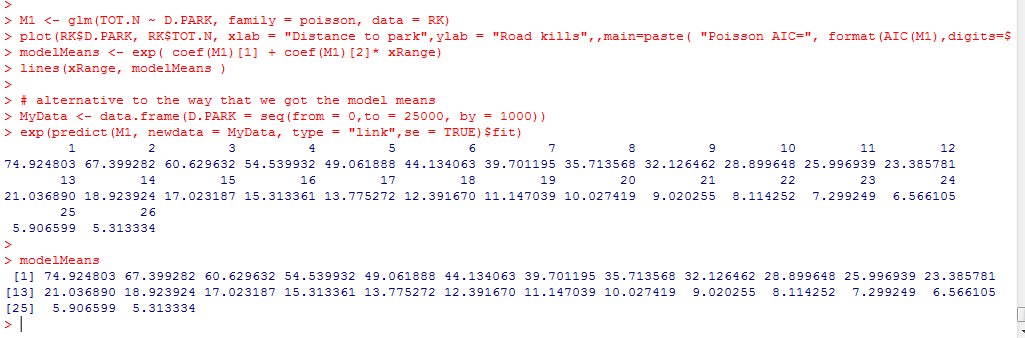 >
> M1 <- glm(TOT.N ~ D.PARK, family = poisson, data = RK)
> plot(RK$D.PARK, RK$TOT.N, xlab = "Distance to park",ylab = "Road kills",,main=paste( "Poisson AIC=", format(AIC(M1),digits=$
> modelMeans <- exp( coef(M1)[1] + coef(M1)[2]* xRange)
> lines(xRange, modelMeans )
>
> # alternative to the way that we got the model means
> MyData <- data.frame(D.PARK = seq(from = 0,to = 25000, by = 1000))
> exp(predict(M1, newdata = MyData, type = "link",se = TRUE)$fit)
1 2 3 4 5 6 7 8 9 10 11 12
74.924803 67.399282 60.629632 54.539932 49.061888 44.134063 39.701195 35.713568 32.126462 28.899648 25.996939 23.385781
13 14 15 16 17 18 19 20 21 22 23 24
21.036890 18.923924 17.023187 15.313361 13.775272 12.391670 11.147039 10.027419 9.020255 8.114252 7.299249 6.566105
25 26
5.906599 5.313334
>
> modelMeans
[1] 74.924803 67.399282 60.629632 54.539932 49.061888 44.134063 39.701195 35.713568 32.126462 28.899648 25.996939 23.385781
[13] 21.036890 18.923924 17.023187 15.313361 13.775272 12.391670 11.147039 10.027419 9.020255 8.114252 7.299249 6.566105
[25] 5.906599 5.313334
>